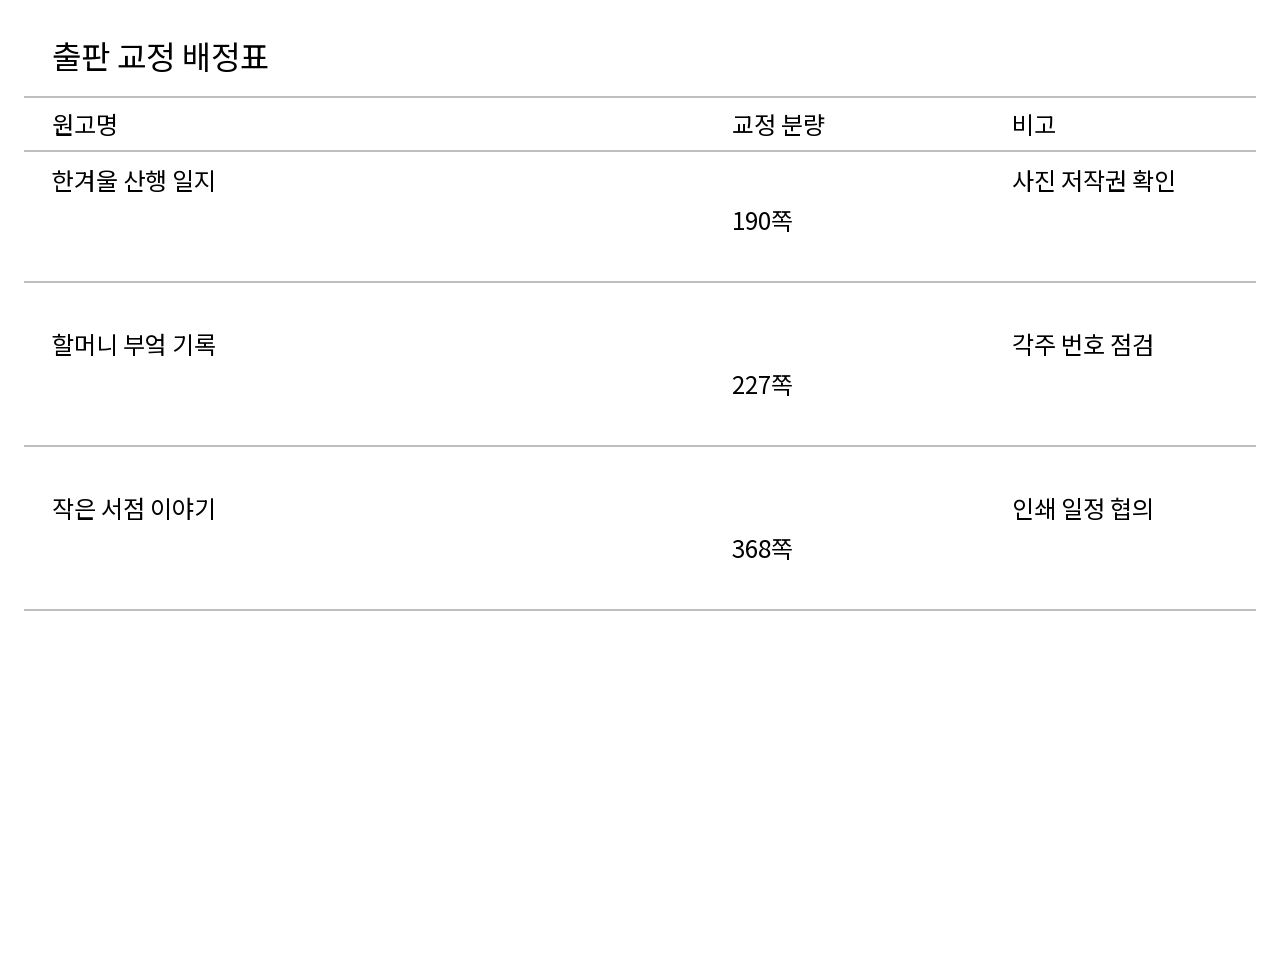 출판 교정 배정표
원고명 교정 분량 비고
한겨울 산행 일지 사진 저작권 확인
190쪽
할머니 부엌 기록 각주 번호 점검
227쪽
작은 서점 이야기 인쇄 일정 협의
368쪽